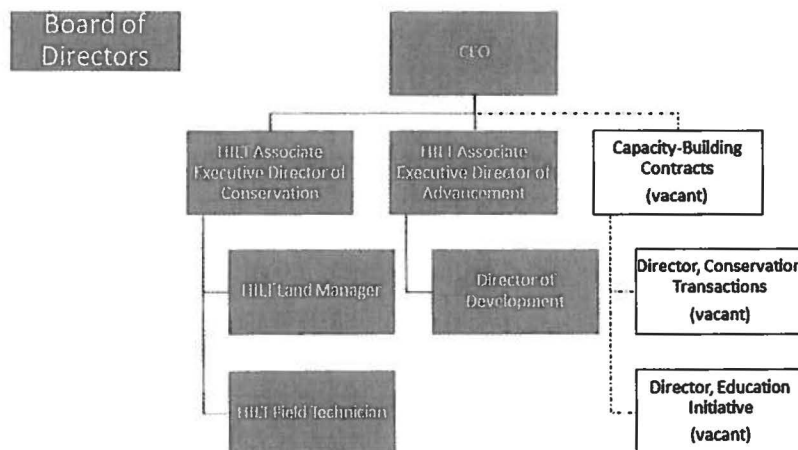 Board of
Directors
CEO
HILT Associate
Executive Director of
Conservation
HILT Associate
Executive Director of
Advancement
Capacity-Building
Contracts
(vacant)
HILT Land Manager
Director of
Development
Director, Conservation
Transactions
(vacant)
HILT Field Technician
Director, Education
Initiative
(vacant)